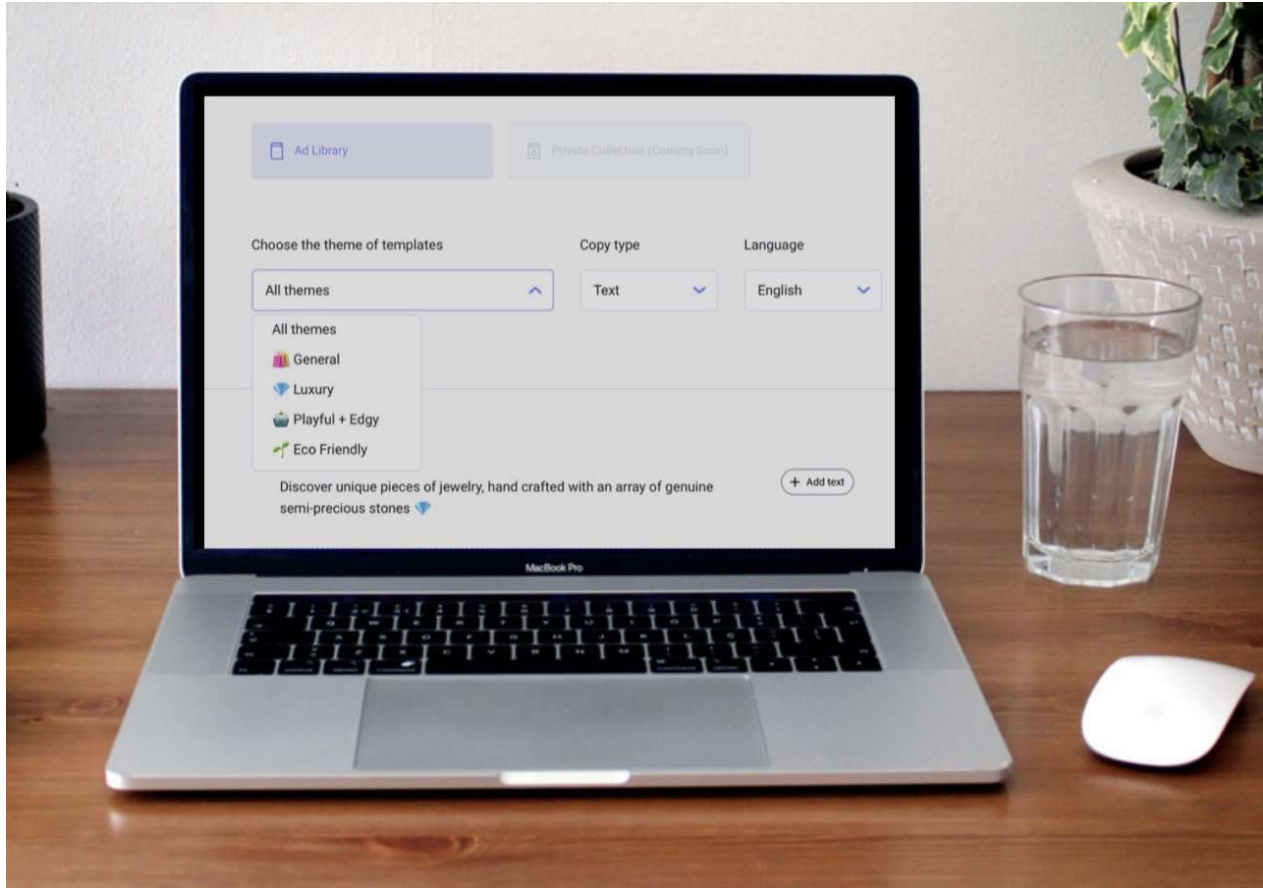 Ad Library
Private Collection (Coming Soon)
Choose the theme of templates
Copy type
Language
All themes
Text
English
All themes
🛍️ General
💎 Luxury
🤖 Playful + Edgy
🌱 Eco Friendly
Discover unique pieces of jewelry, hand crafted with an array of genuine
semi-precious stones 💎
+ Add text
MacBook Pro